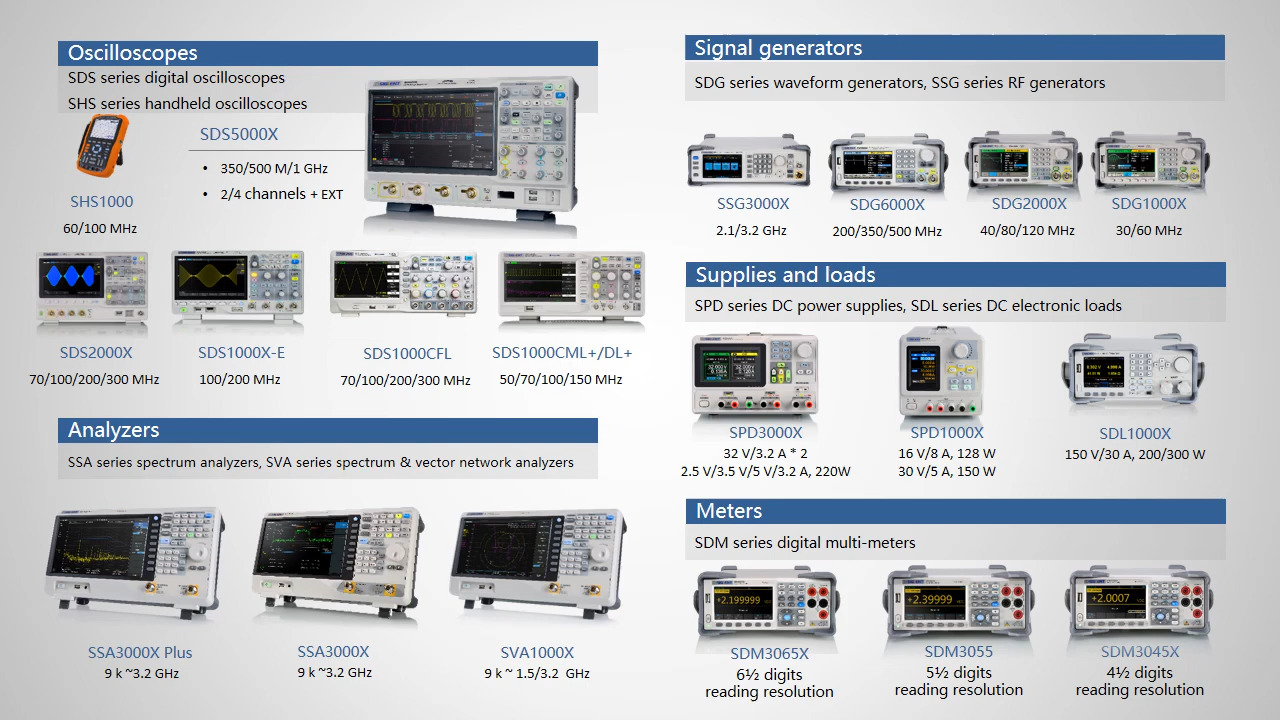 Oscilloscopes
SDS series digital oscilloscopes
SHS series handheld oscilloscopes
SDS5000X
• 350/500 M/1 GHz
• 2/4 channels + EXT
SHS1000
60/100 MHz
SDS2000X
70/100/200/300 MHz
SDS1000X-E
100/200 MHz
SDS1000CFL
70/100/200/300 MHz
SDS1000CML+/DL+
50/70/100/150 MHz
Analyzers
SSA series spectrum analyzers, SVA series spectrum & vector network analyzers
SSA3000X Plus
9 k ~3.2 GHz
SSA3000X
9 k ~3.2 GHz
SVA1000X
9 k ~ 1.5/3.2 GHz
Signal generators
SDG series waveform generators, SSG series RF generators
SSG3000X
2.1/3.2 GHz
SDG6000X
200/350/500 MHz
SDG2000X
40/80/120 MHz
SDG1000X
30/60 MHz
Supplies and loads
SPD series DC power supplies, SDL series DC electronic loads
SPD3000X
32 V/3.2 A * 2
2.5 V/3.5 V/5 V/3.2 A, 220W
SPD1000X
16 V/8 A, 128 W
30 V/5 A, 150 W
SDL1000X
150 V/30 A, 200/300 W
Meters
SDM series digital multi-meters
+2.199999
+2.39999
+2.0007
SDM3065X
6½ digits
reading resolution
SDM3055
5½ digits
reading resolution
SDM3045X
4½ digits
reading resolution